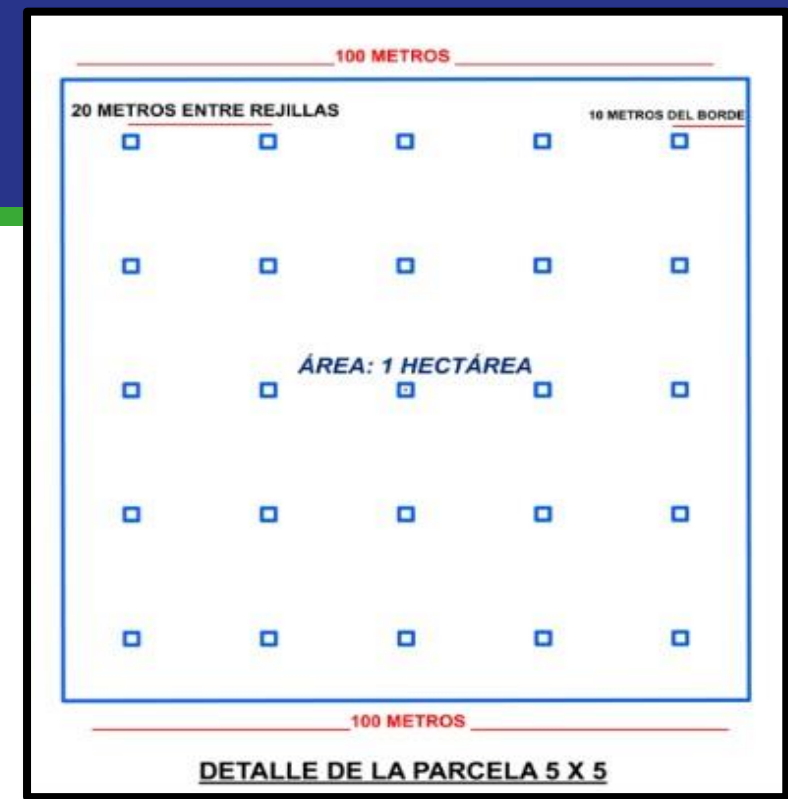 100 METROS
20 METROS ENTRE REJILLAS
10 METROS DEL BORDE
ÁREA: 1 HECTÁREA
100 METROS
DETALLE DE LA PARCELA 5 X 5